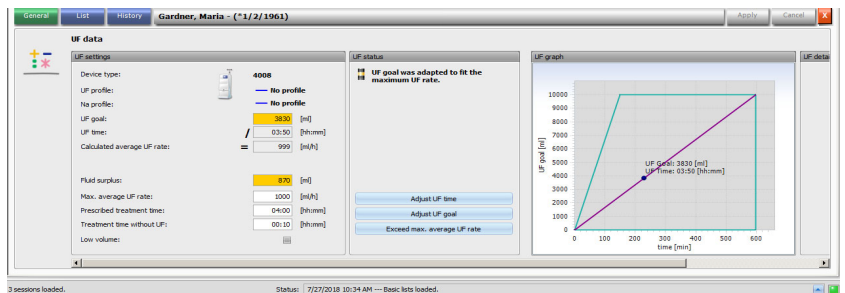 General List History Gardner, Maria - (*1/2/1961) Apply Cancel X
UF data
UF settings
Device type: 4008
UF profile: No profile
Na profile: No profile
UF goal: 3830 [ml]
UF time: / 03:50 [hh:mm]
Calculated average UF rate: = 999 [ml/h]
Fluid surplus: 870 [ml]
Max. average UF rate: 1000 [ml/h]
Prescribed treatment time: 04:00 [hh:mm]
Treatment time without UF: 00:10 [hh:mm]
Low volume:
UF status
UF goal was adapted to fit the
maximum UF rate.
Adjust UF time
Adjust UF goal
Exceed max. average UF rate
UF graph
10000
9000
8000
7000
6000
5000
4000
3000
2000
1000
0
UF goal [ml]
UF Goal: 3830 [ml]
UF Time: 03:50 [hh:mm]
0 100 200 300 400 500 600
time [min]
UF detai
3 sessions loaded. Status: 7/27/2018 10:34 AM --- Basic lists loaded.